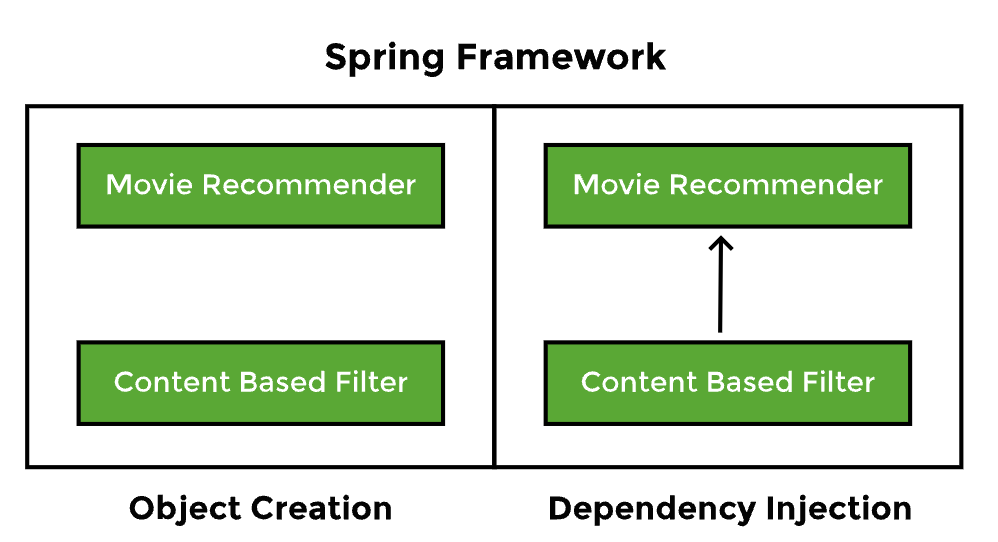 Spring Framework
Movie Recommender
Content Based Filter
Object Creation
Movie Recommender
Content Based Filter
Dependency Injection